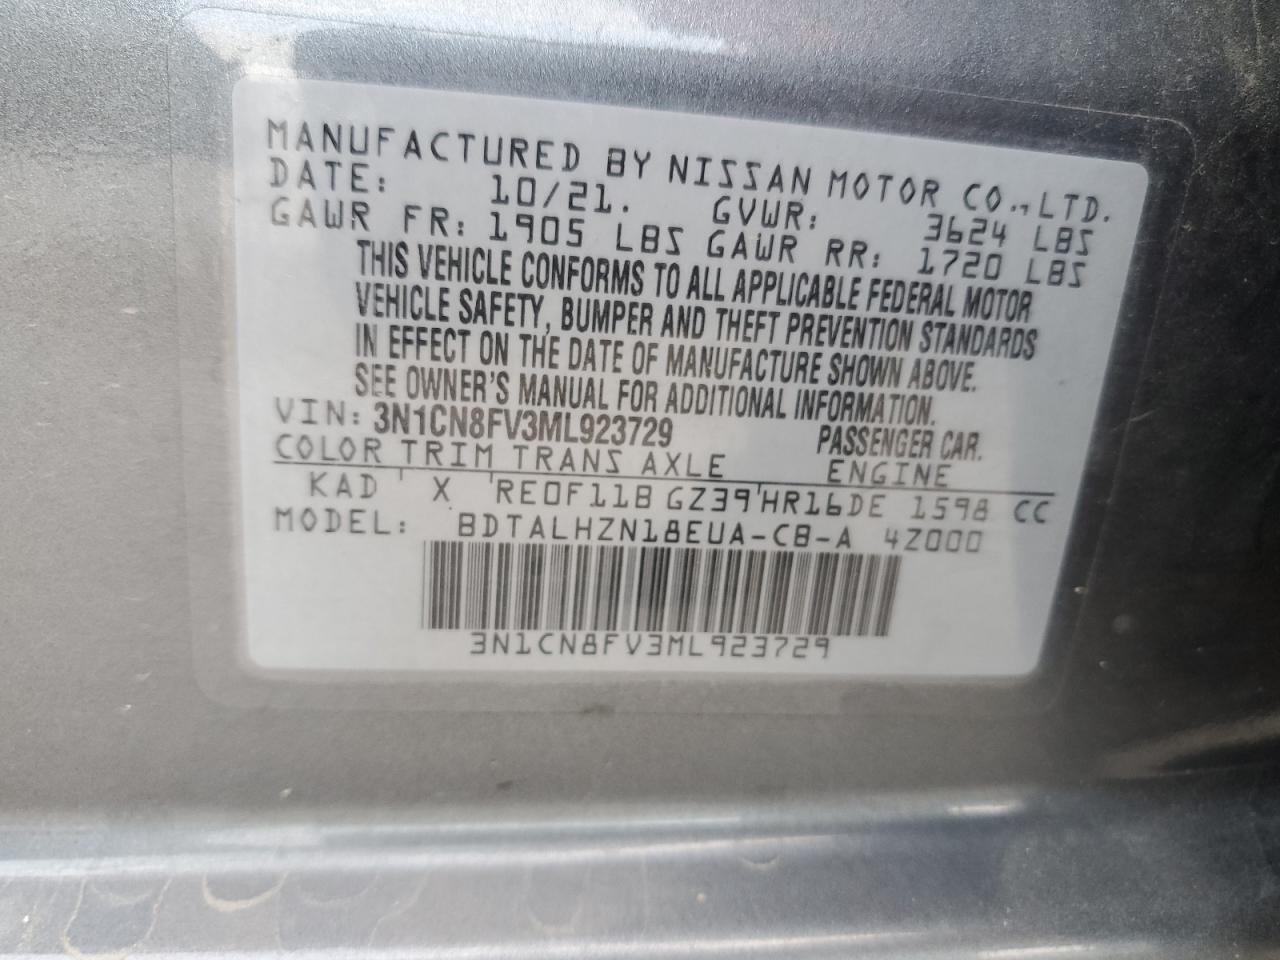 MANUFACTURED BY NISSAN MOTOR CO.,LTD.
DATE: 10/21. GVWR: 3624 LBS
GAWR FR: 1905 LBS GAWR RR: 1720 LBS
THIS VEHICLE CONFORMS TO ALL APPLICABLE FEDERAL MOTOR
VEHICLE SAFETY, BUMPER AND THEFT PREVENTION STANDARDS
IN EFFECT ON THE DATE OF MANUFACTURE SHOWN ABOVE.
SEE OWNER'S MANUAL FOR ADDITIONAL INFORMATION.
VIN: 3N1CN8FV3ML923729 PASSENGER CAR.
COLOR TRIM TRANS AXLE ENGINE
KAD X RE0F11B GZ39 HR16DE 1598 CC
MODEL: BDTALHZN18EUA-CB-A 4Z000
3N1CN8FV3ML923729